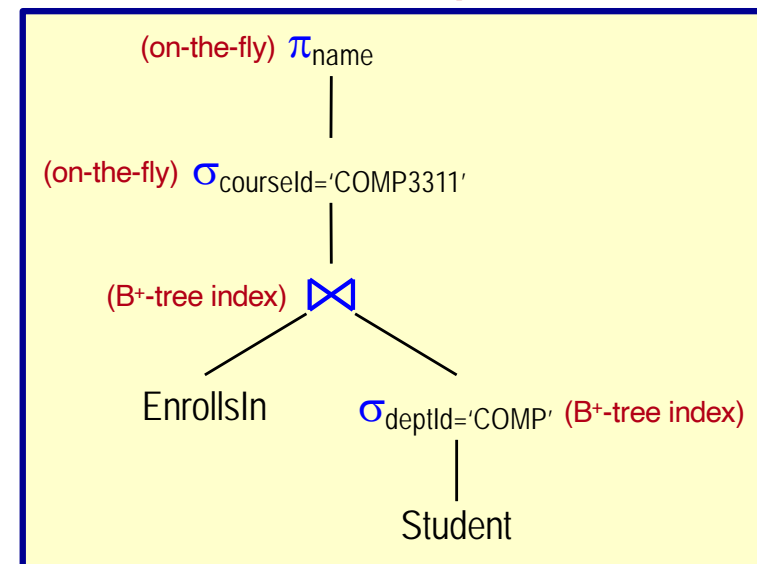 (on-the-fly) πname
(on-the-fly) σcourseId='COMP3311'
(B+-tree index) ⋈
EnrollsIn
σdeptId='COMP' (B+-tree index)
Student